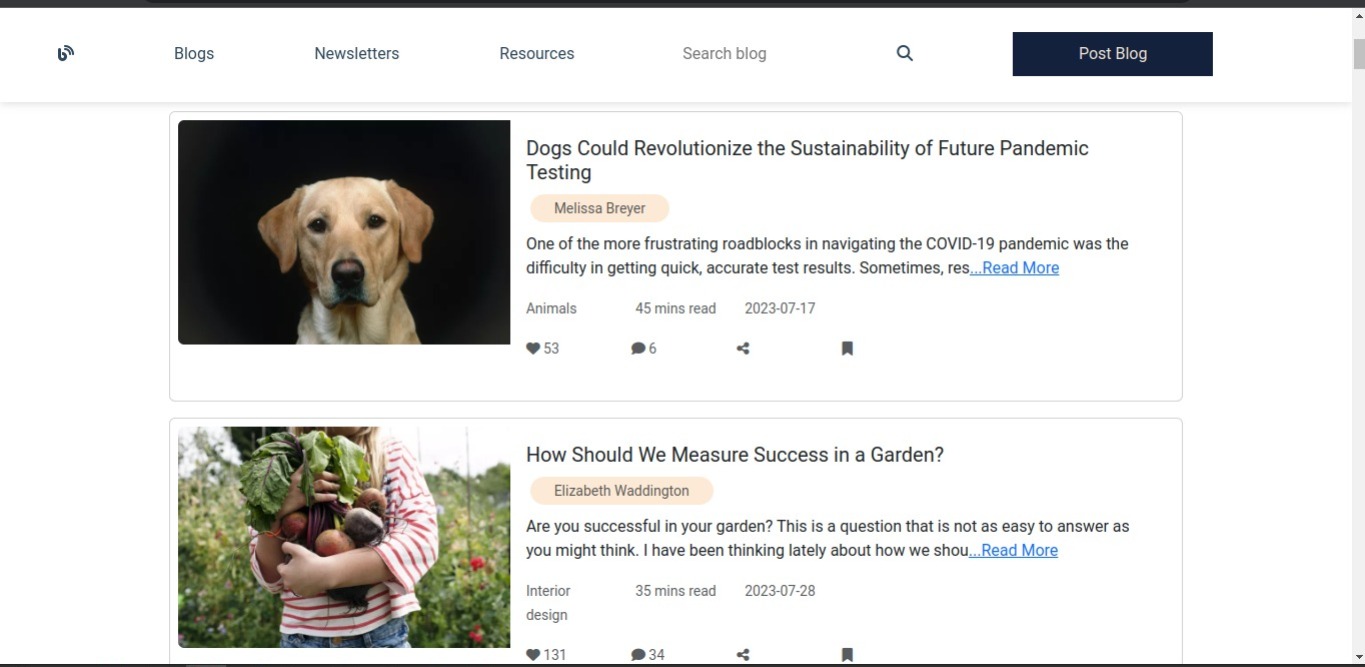 Blogs Newsletters Resources Search blog Post Blog
Dogs Could Revolutionize the Sustainability of Future Pandemic
Testing
Melissa Breyer
One of the more frustrating roadblocks in navigating the COVID-19 pandemic was the
difficulty in getting quick, accurate test results. Sometimes, res...Read More
Animals 45 mins read 2023-07-17
53 6
How Should We Measure Success in a Garden?
Elizabeth Waddington
Are you successful in your garden? This is a question that is not as easy to answer as
you might think. I have been thinking lately about how we shou...Read More
Interior 35 mins read 2023-07-28
design
131 34